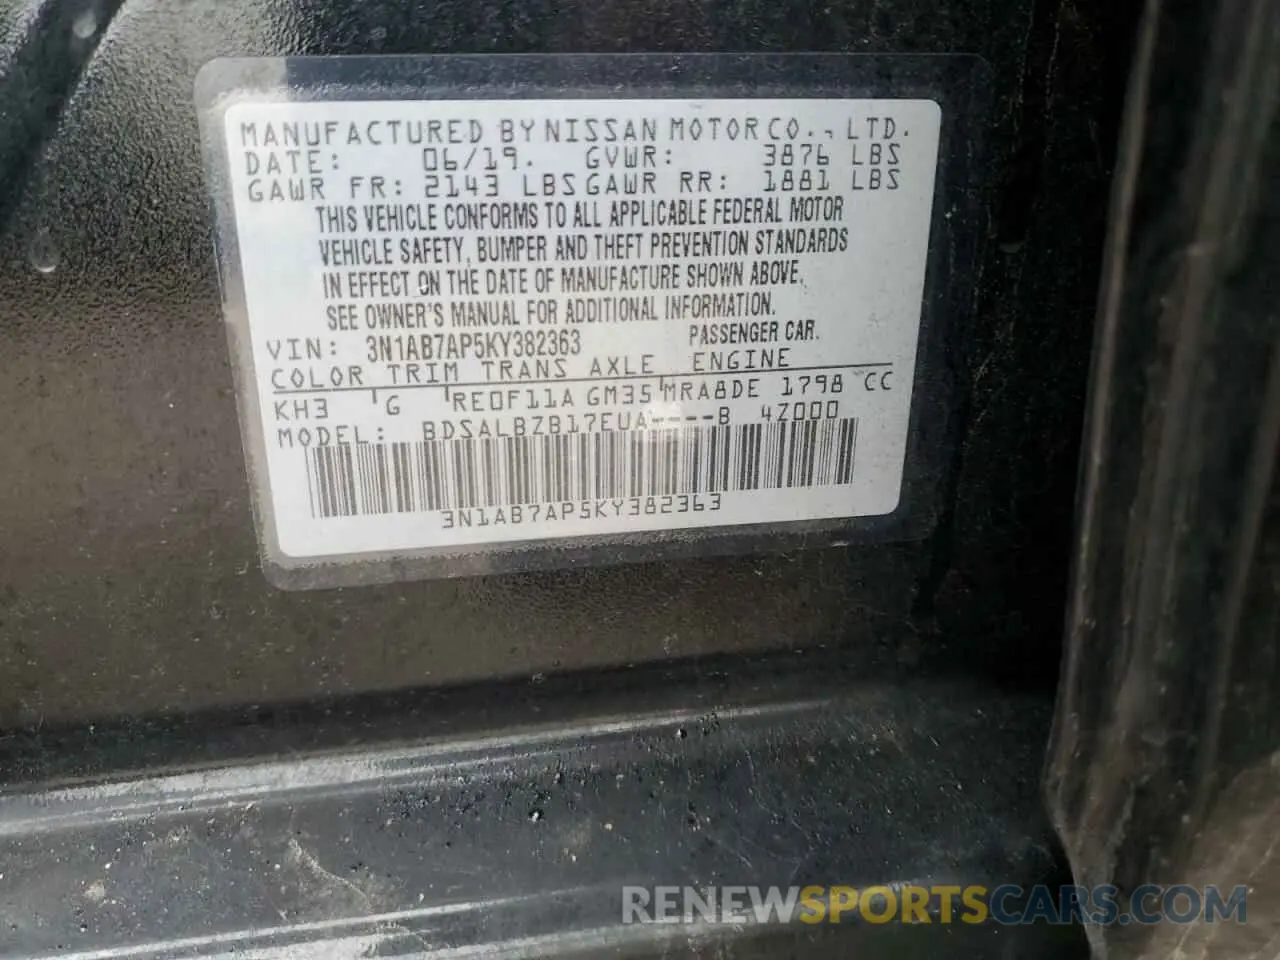 MANUFACTURED BY NISSAN MOTOR CO., LTD.
DATE: 06/19. GVWR: 3876 LBS
GAWR FR: 2143 LBS GAWR RR: 1881 LBS
THIS VEHICLE CONFORMS TO ALL APPLICABLE FEDERAL MOTOR
VEHICLE SAFETY, BUMPER AND THEFT PREVENTION STANDARDS
IN EFFECT ON THE DATE OF MANUFACTURE SHOWN ABOVE.
SEE OWNER'S MANUAL FOR ADDITIONAL INFORMATION.
VIN: 3N1AB7AP5KY382363 PASSENGER CAR.
COLOR TRIM TRANS AXLE ENGINE
KH3 G RE0F11A GM35 MRA8DE 1798 CC
MODEL: BDSALBZB17EUA----B 4Z000
3N1AB7AP5KY382363
RENEWSPORTSCARS.COM